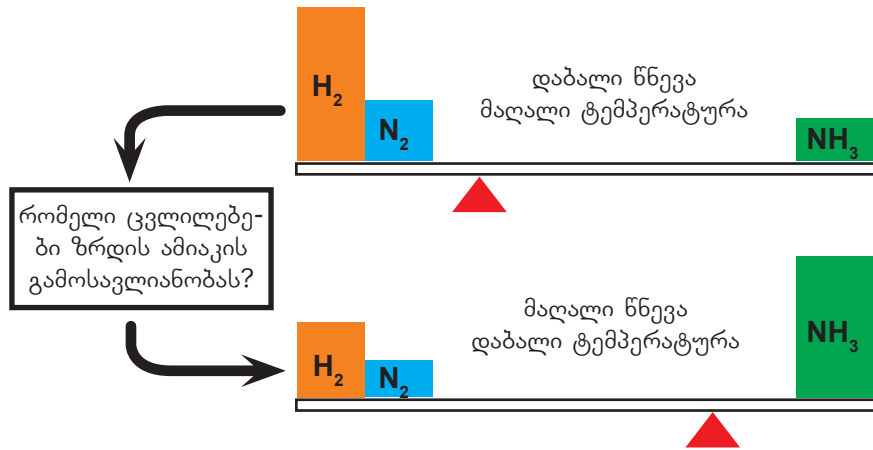 H₂
N₂
დაბალი წნევა
მაღალი ტემპერატურა
NH₃
რომელი ცვლილებე-
ბი ზრდის ამიაკის
გამოსავლიანობას?
H₂
N₂
მაღალი წნევა
დაბალი ტემპერატურა
NH₃